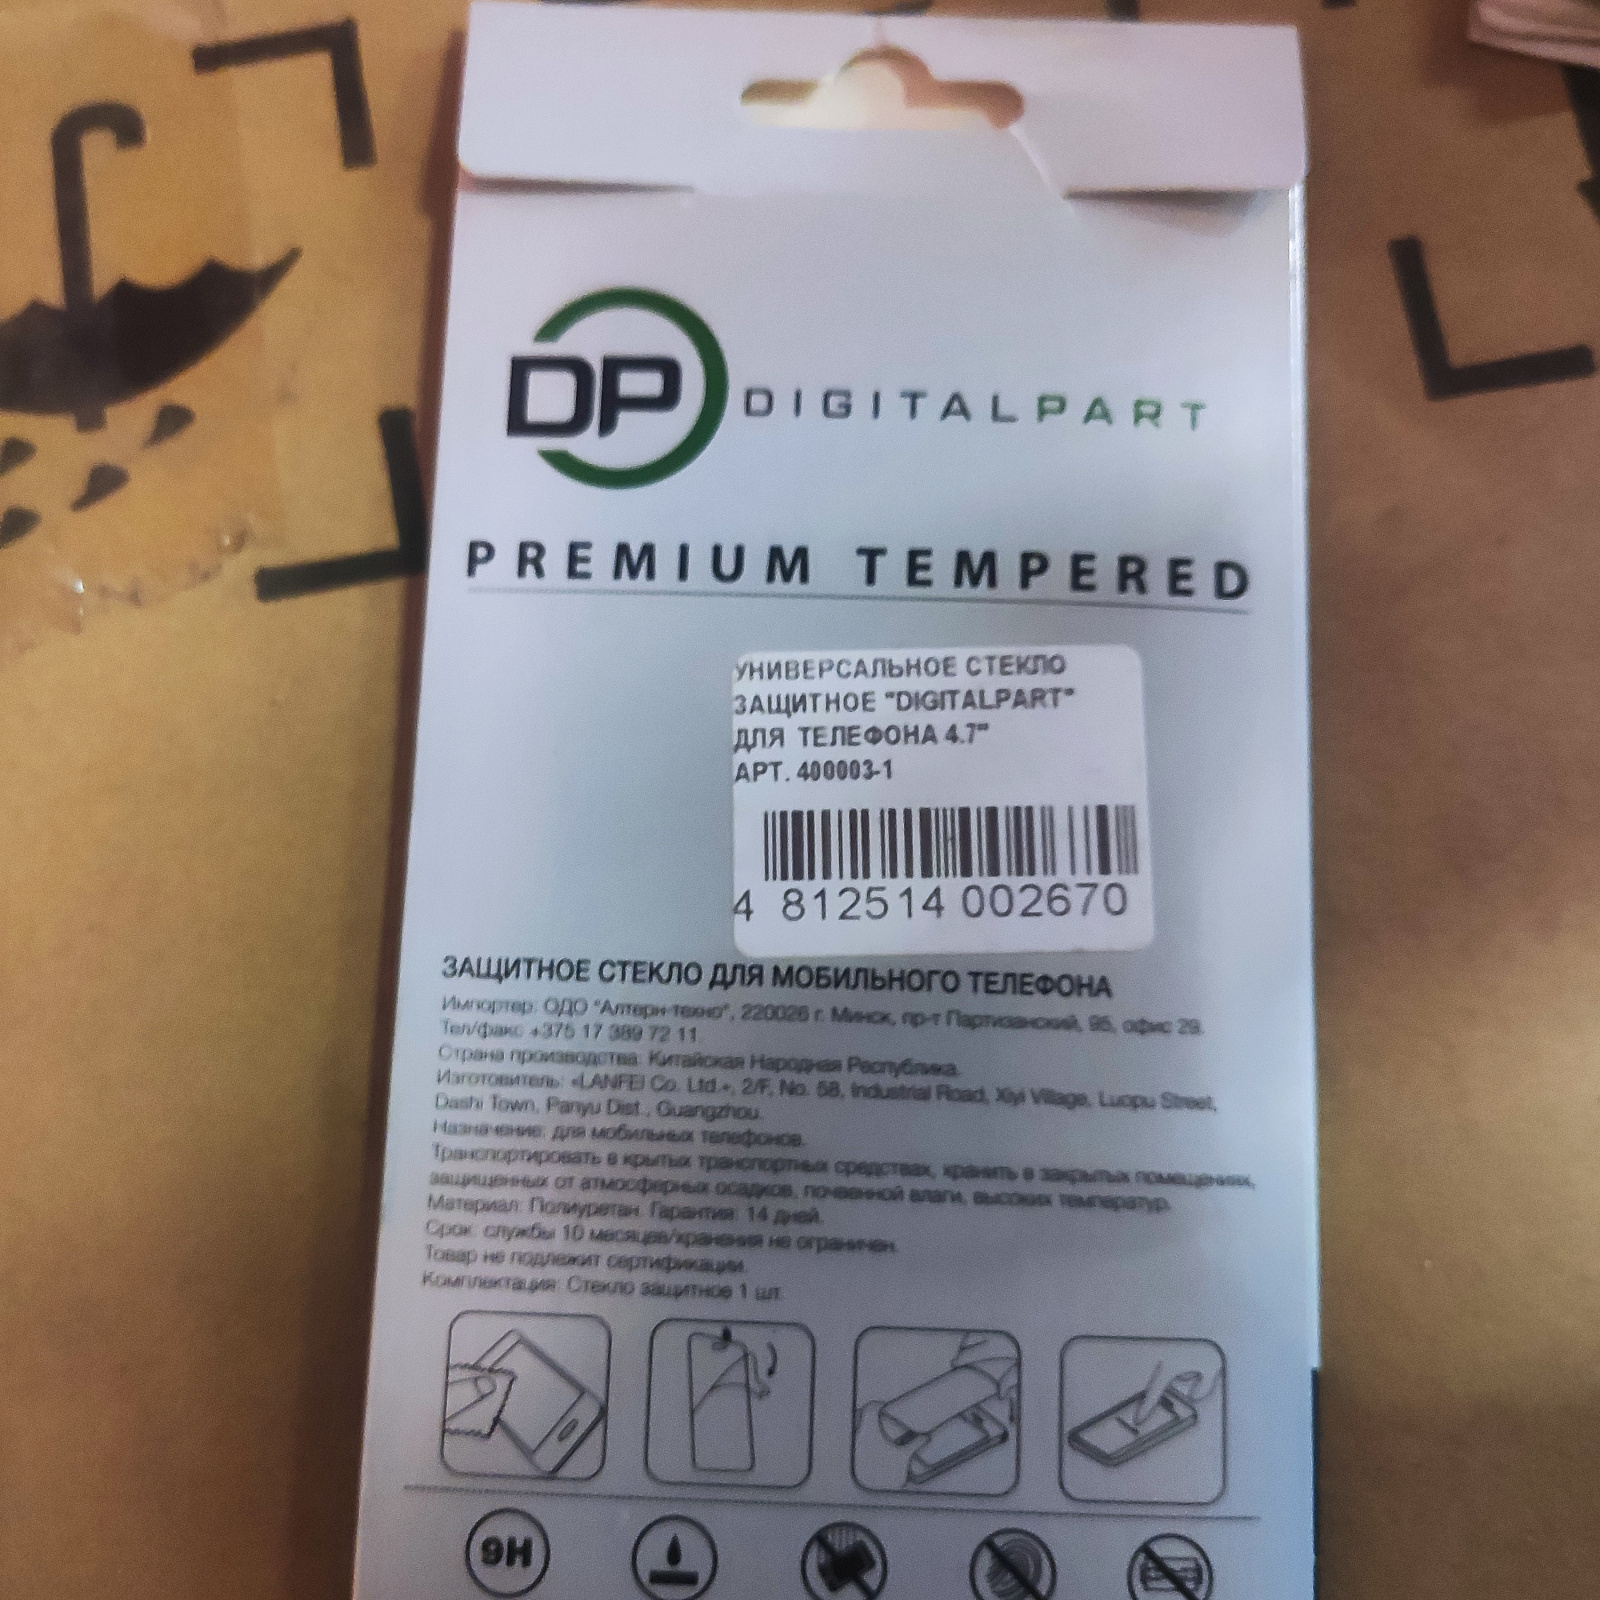 DP DIGITALPART
PREMIUM TEMPERED
УНИВЕРСАЛЬНОЕ СТЕКЛО
ЗАЩИТНОЕ "DIGITALPART"
ДЛЯ ТЕЛЕФОНА 4.7"
АРТ. 400003-1
4 812514 002670
ЗАЩИТНОЕ СТЕКЛО ДЛЯ МОБИЛЬНОГО ТЕЛЕФОНА
Импортер: ОДО "Алтерн-техно", 220026 г. Минск, пр-т Партизанский, 95, офис 29.
Тел/факс +375 17 389 72 11.
Страна производства: Китайская Народная Республика.
Изготовитель: «LANFEI Co. Ltd.», 2/F, No. 58, Industrial Road, Xiyi Village, Luopu Street,
Dashi Town, Panyu Dist., Guangzhou.
Назначение: для мобильных телефонов.
Транспортировать в крытых транспортных средствах, хранить в закрытых помещениях,
защищенных от атмосферных осадков, почвенной влаги, высоких температур.
Материал: Полиуретан. Гарантия: 14 дней.
Срок: службы 10 месяцев/хранения не ограничен.
Товар не подлежит сертификации.
Комплектация: Стекло защитное 1 шт.
9H